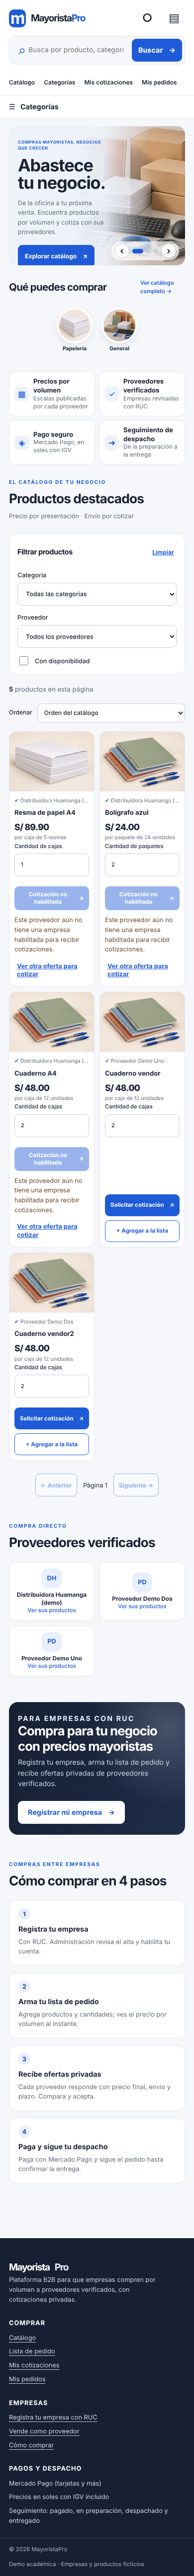 m MayoristaPro
Busco papelería, o categorí
Buscar →
Catálogo Categorías Mis cotizaciones Mis pedidos
☰ Categorías
COMPRAS MAYORISTAS, NEGOCIOS
QUE CRECEN
Abastece
tu negocio.
De la oficina a tu próxima
venta. Encuentra productos
por volumen y cotiza con sus
proveedores.
Explorar catálogo ↗
Qué puedes comprar
Ver catálogo
completo →
Papelería
General
Precios por
volumen
Escalas publicadas
por cada proveedor
Proveedores
verificados
Empresas revisadas
con RUC
Pago seguro
Mercado Pago, en
soles con IGV
Seguimiento de
despacho
De la preparación a
la entrega
EL CATÁLOGO DE TU NEGOCIO
Productos destacados
Precio por presentación · Envío por cotizar
Filtrar productos
Limpiar
Categoría
Todas las categorías
Proveedor
Todos los proveedores
Con disponibilidad
5 productos en esta página
Ordenar
Orden del catálogo
✓ Distribuidora Huamanga (...
Resma de papel A4
S/ 89.90
por caja de 5 resmas
Cantidad de cajas
1
Cotización no
habilitada ↗
Este proveedor aún no
tiene una empresa
habilitada para recibir
cotizaciones.
Ver otra oferta para
cotizar
✓ Distribuidora Huamanga (...
Bolígrafo azul
S/ 24.00
por paquete de 24 unidades
Cantidad de paquetes
2
Cotización no
habilitada ↗
Este proveedor aún no
tiene una empresa
habilitada para recibir
cotizaciones.
Ver otra oferta para
cotizar
✓ Distribuidora Huamanga (...
Cuaderno A4
S/ 48.00
por caja de 12 unidades
Cantidad de cajas
2
Cotización no
habilitada ↗
Este proveedor aún no
tiene una empresa
habilitada para recibir
cotizaciones.
Ver otra oferta para
cotizar
✓ Proveedor Demo Uno
Cuaderno vendor
S/ 48.00
por caja de 12 unidades
Cantidad de cajas
2
Solicitar cotización ↗
+ Agregar a la lista
✓ Proveedor Demo Dos
Cuaderno vendor2
S/ 48.00
por caja de 12 unidades
Cantidad de cajas
2
Solicitar cotización ↗
+ Agregar a la lista
← Anterior Página 1 Siguiente →
COMPRA DIRECTO
Proveedores verificados
DH
Distribuidora Huamanga
(demo)
Ver sus productos
PD
Proveedor Demo Dos
Ver sus productos
PD
Proveedor Demo Uno
Ver sus productos
PARA EMPRESAS CON RUC
Compra para tu negocio
con precios mayoristas
Registra tu empresa, arma tu lista de pedido y
recibe ofertas privadas de proveedores
verificados.
Registrar mi empresa →
COMPRAS ENTRE EMPRESAS
Cómo comprar en 4 pasos
1
Registra tu empresa
Con RUC. Administración revisa el alta y habilita tu
cuenta.
2
Arma tu lista de pedido
Agrega productos y cantidades; ves el precio por
volumen al instante.
3
Recibe ofertas privadas
Cada proveedor responde con precio final, envío y
plazo. Compara y acepta.
4
Paga y sigue tu despacho
Paga con Mercado Pago y sigue el pedido hasta
confirmar la entrega.
Mayorista Pro
Plataforma B2B para que empresas compren por
volumen a proveedores verificados, con
cotizaciones privadas.
COMPRAR
Catálogo
Lista de pedido
Mis cotizaciones
Mis pedidos
EMPRESAS
Registra tu empresa con RUC
Vende como proveedor
Cómo comprar
PAGOS Y DESPACHO
Mercado Pago (tarjetas y más)
Precios en soles con IGV incluido
Seguimiento: pagado, en preparación, despachado y
entregado
© 2026 MayoristaPro
Demo académica · Empresas y productos ficticios